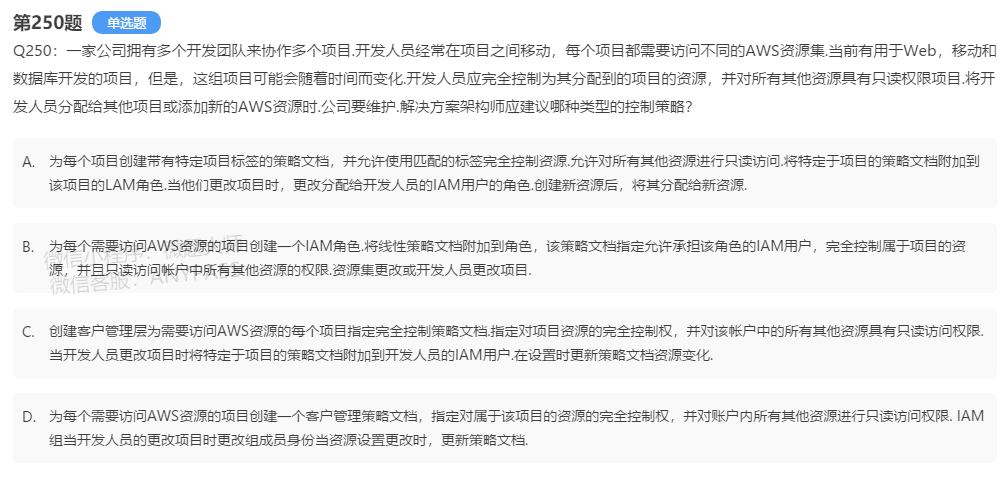 第250题 单选题
Q250：一家公司拥有多个开发团队来协作多个项目.开发人员经常在项目之间移动，每个项目都需要访问不同的AWS资源集.当前有用于Web，移动和
数据库开发的项目，但是，这组项目可能会随着时间而变化.开发人员应完全控制为其分配到的项目的资源，并对所有其他资源具有只读权限项目.将开
发人员分配给其他项目或添加新的AWS资源时.公司要维护.解决方案架构师应建议哪种类型的控制策略?
A. 为每个项目创建带有特定项目标签的策略文档，并允许使用匹配的标签完全控制资源.允许对所有其他资源进行只读访问.将特定于项目的策略文档附加到
该项目的LAM角色.当他们更改项目时，更改分配给开发人员的IAM用户的角色.创建新资源后，将其分配给新资源.
B. 为每个需要访问AWS资源的项目创建一个IAM角色.将线性策略文档附加到角色，该策略文档指定允许承担该角色的IAM用户，完全控制属于项目的资
源，并且只读访问帐户中所有其他资源的权限.资源集更改或开发人员更改项目.
C. 创建客户管理层为需要访问AWS资源的每个项目指定完全控制策略文档.指定对项目资源的完全控制权，并对该帐户中的所有其他资源具有只读访问权限.
当开发人员更改项目时将特定于项目的策略文档附加到开发人员的IAM用户.在设置时更新策略文档资源变化.
D. 为每个需要访问AWS资源的项目创建一个客户管理策略文档，指定对属于该项目的资源的完全控制权，并对账户内所有其他资源进行只读访问权限. IAM
组当开发人员的更改项目时更改组成员身份当资源设置更改时，更新策略文档.
微信小程序：
微信客服：ANYPASS